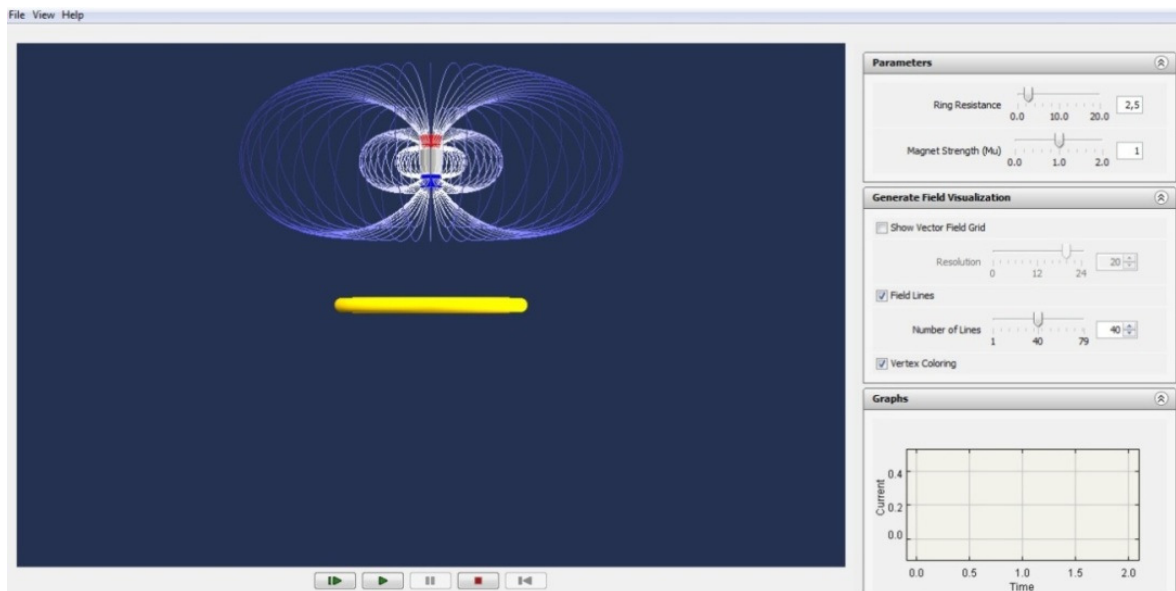 File View Help
Parameters
Ring Resistance
2,5
0.0 10.0 20.0
Magnet Strength (Mu)
1
0.0 1.0 2.0
Generate Field Visualization
Show Vector Field Grid
Resolution
20
0 12 24
Field Lines
Number of Lines
40
1 40 79
Vertex Coloring
Graphs
Current
0.4
0.2
0.0
0.0 0.5 1.0 1.5 2.0
Time